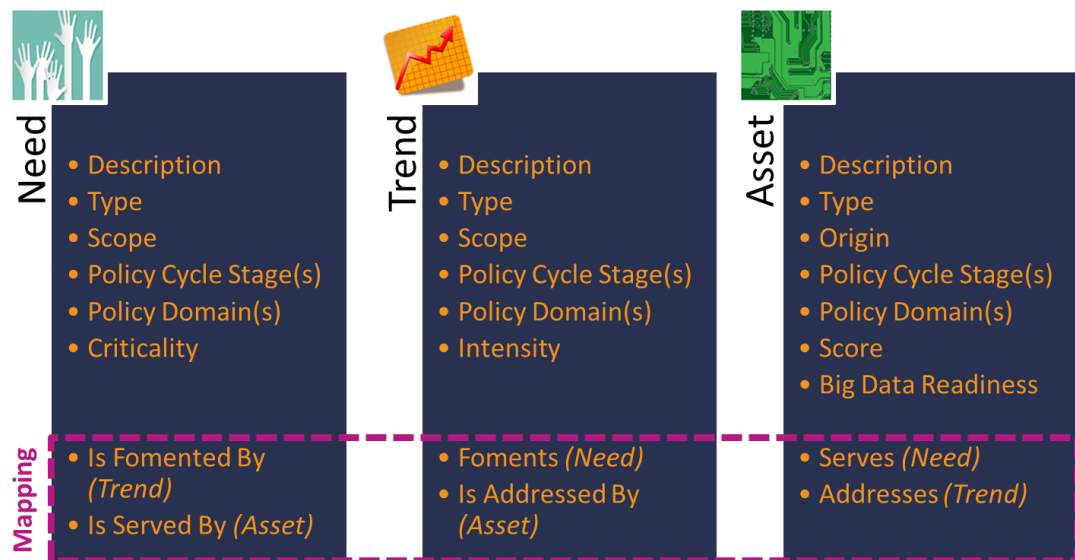 Need
• Description
• Type
• Scope
• Policy Cycle Stage(s)
• Policy Domain(s)
• Criticality
• Is Fomented By
(Trend)
• Is Served By (Asset)
Trend
• Description
• Type
• Scope
• Policy Cycle Stage(s)
• Policy Domain(s)
• Intensity
• Foments (Need)
• Is Addressed By
(Asset)
Asset
• Description
• Type
• Origin
• Policy Cycle Stage(s)
• Policy Domain(s)
• Score
• Big Data Readiness
• Serves (Need)
• Addresses (Trend)
Mapping